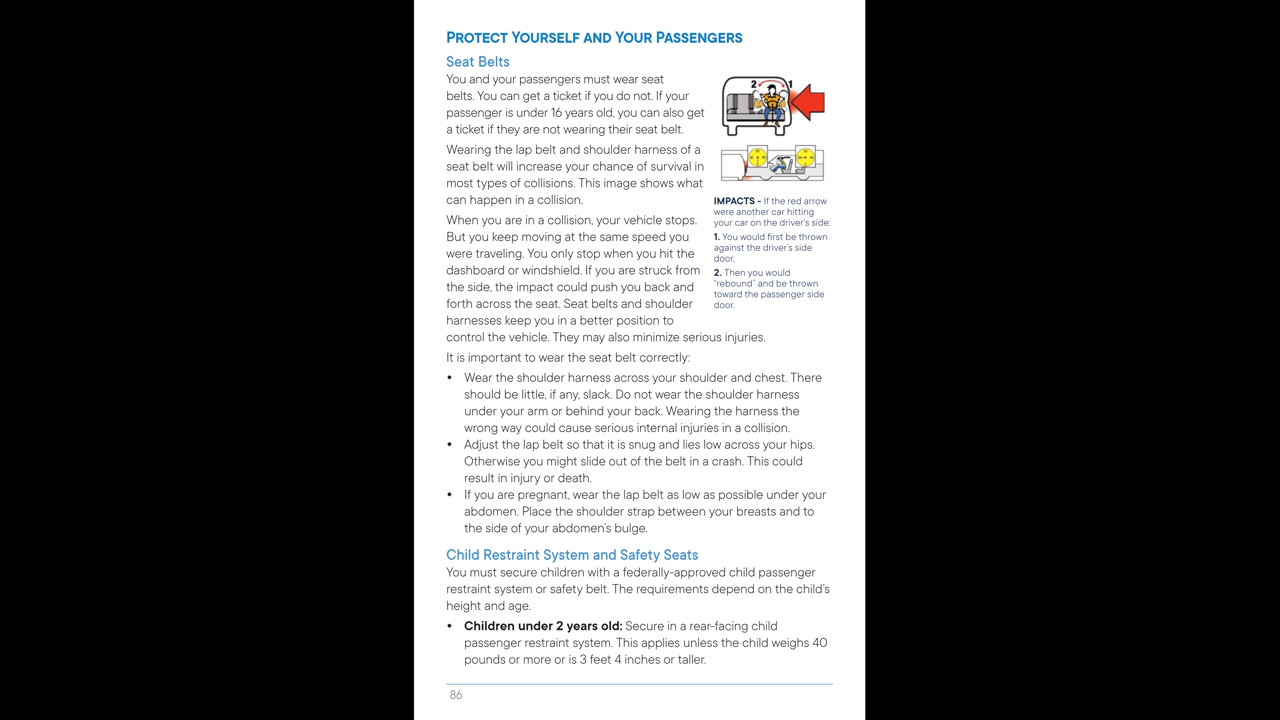 PROTECT YOURSELF AND YOUR PASSENGERS
Seat Belts
You and your passengers must wear seat
belts. You can get a ticket if you do not. If your
passenger is under 16 years old, you can also get
a ticket if they are not wearing their seat belt.
Wearing the lap belt and shoulder harness of a
seat belt will increase your chance of survival in
most types of collisions. This image shows what
can happen in a collision.
When you are in a collision, your vehicle stops.
But you keep moving at the same speed you
were traveling. You only stop when you hit the
dashboard or windshield. If you are struck from
the side, the impact could push you back and
forth across the seat. Seat belts and shoulder
harnesses keep you in a better position to
control the vehicle. They may also minimize serious injuries.
2 1
IMPACTS - If the red arrow
were another car hitting
your car on the driver's side:
1. You would first be thrown
against the driver's side
door.
2. Then you would
"rebound" and be thrown
toward the passenger side
door.
It is important to wear the seat belt correctly:
• Wear the shoulder harness across your shoulder and chest. There
should be little, if any, slack. Do not wear the shoulder harness
under your arm or behind your back. Wearing the harness the
wrong way could cause serious internal injuries in a collision.
• Adjust the lap belt so that it is snug and lies low across your hips.
Otherwise you might slide out of the belt in a crash. This could
result in injury or death.
• If you are pregnant, wear the lap belt as low as possible under your
abdomen. Place the shoulder strap between your breasts and to
the side of your abdomen's bulge.
Child Restraint System and Safety Seats
You must secure children with a federally-approved child passenger
restraint system or safety belt. The requirements depend on the child's
height and age.
• Children under 2 years old: Secure in a rear-facing child
passenger restraint system. This applies unless the child weighs 40
pounds or more or is 3 feet 4 inches or taller.
86